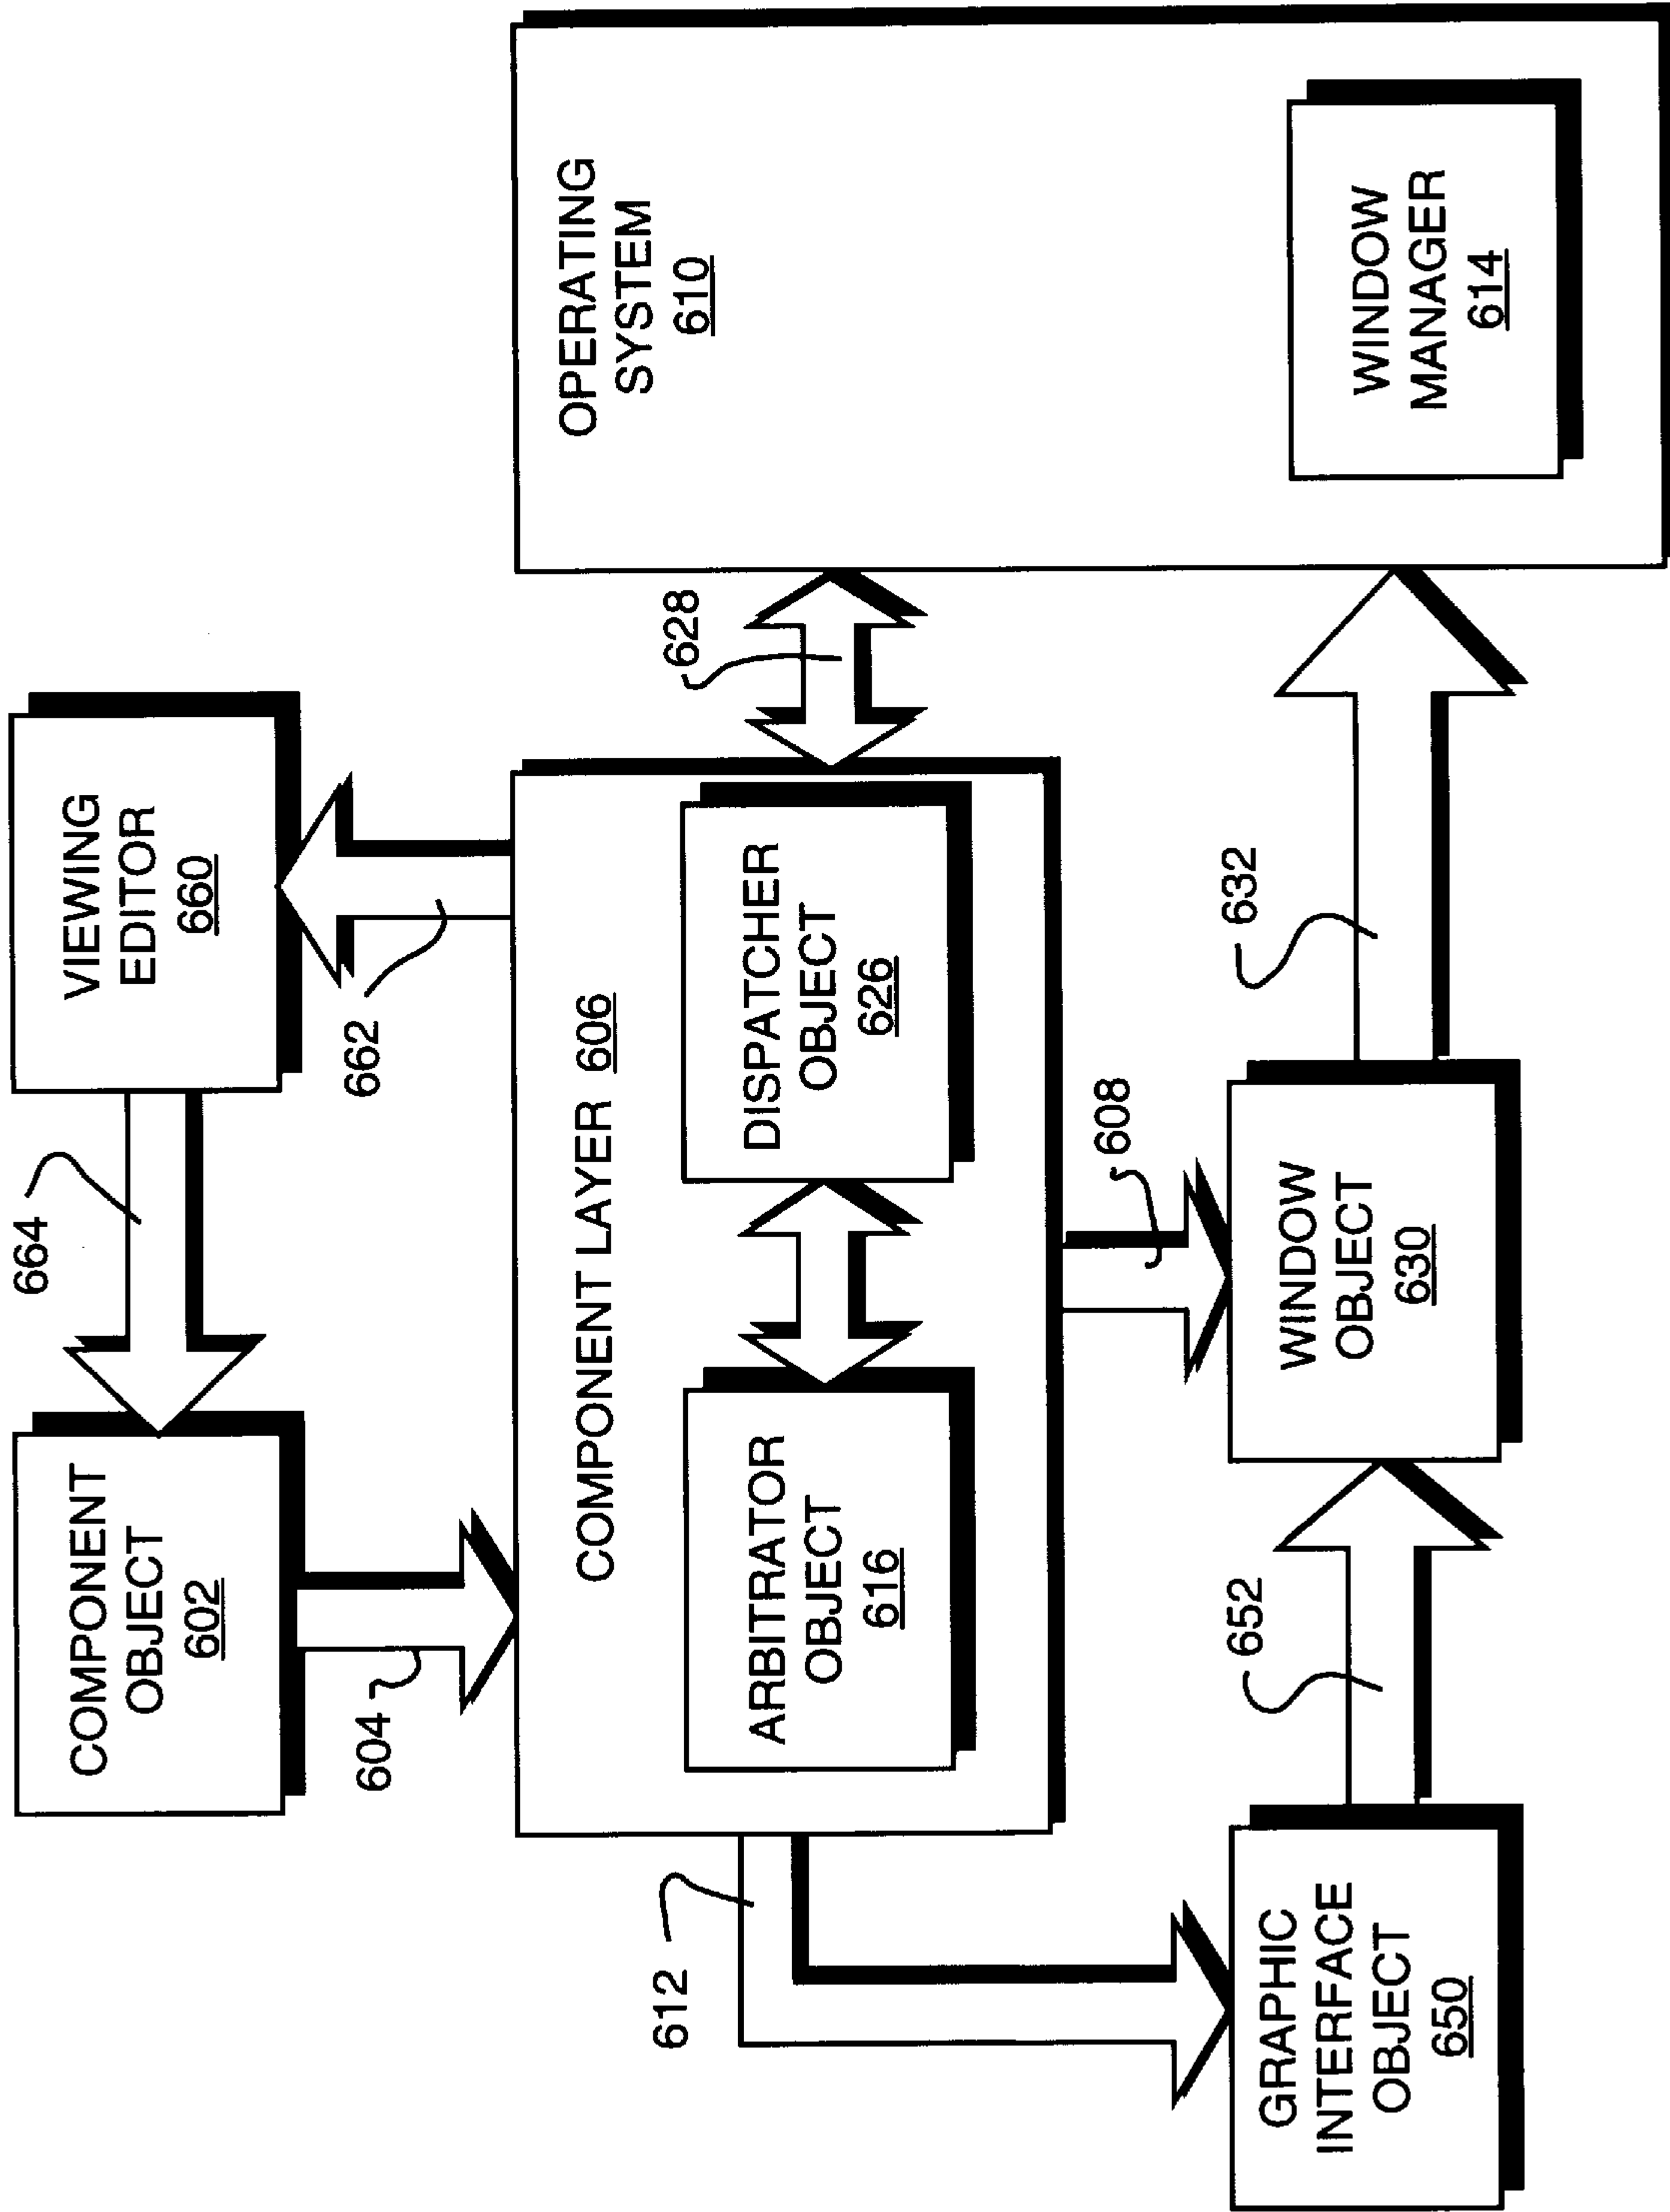 COMPONENT
OBJECT
602
664
VIEWING
EDITOR
660
604
662
COMPONENT LAYER 606
ARBITRATOR
OBJECT
616
DISPATCHER
OBJECT
626
628
OPERATING
SYSTEM
610
WINDOW
MANAGER
614
612
608
GRAPHIC
INTERFACE
OBJECT
650
652
WINDOW
OBJECT
630
632